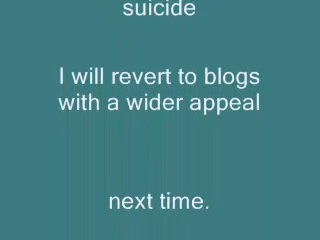 suicide
I will revert to blogs
with a wider appeal
next time.